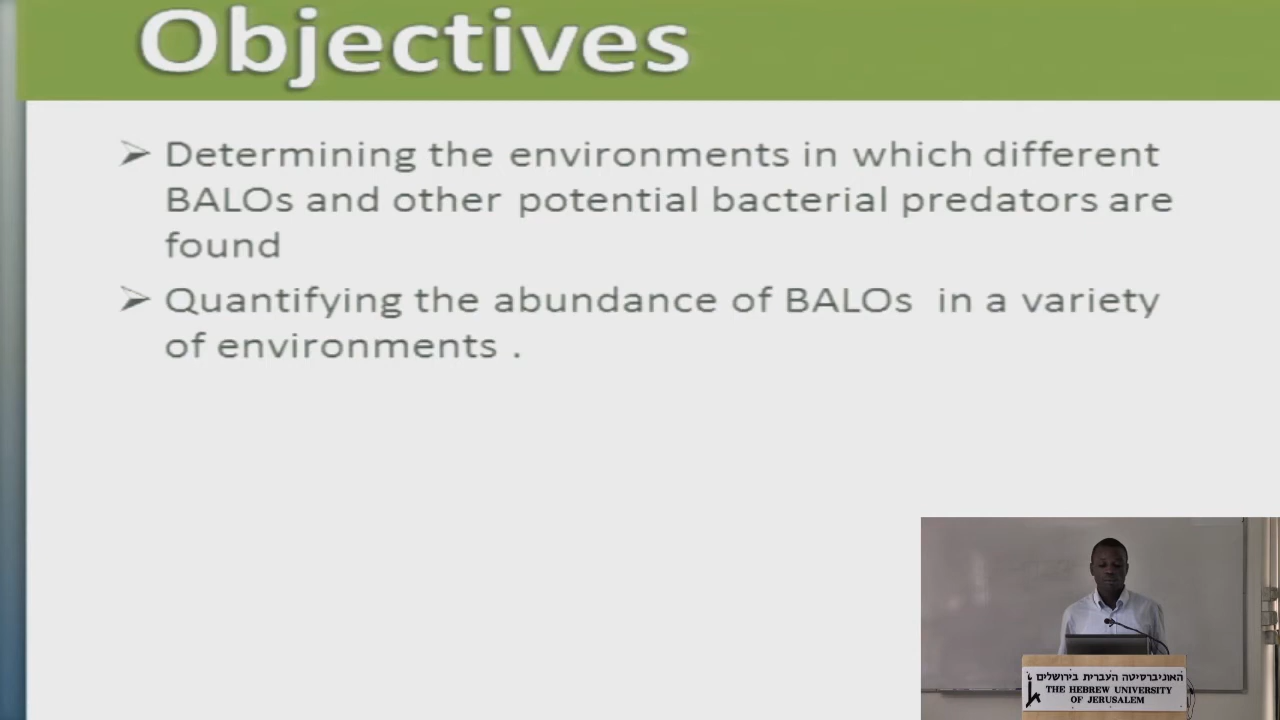 Objectives
➢ Determining the environments in which different
BALOs and other potential bacterial predators are
found
➢ Quantifying the abundance of BALOs in a variety
of environments .
האוניברסיטה העברית בירושלים
THE HEBREW UNIVERSITY
OF JERUSALEM